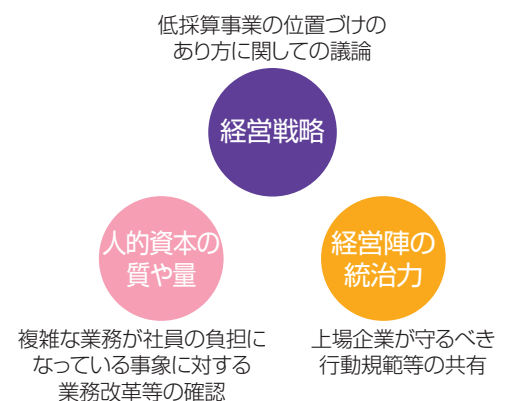 低採算事業の位置づけの
あり方に関しての議論
経営戦略
人的資本の
質や量
複雑な業務が社員の負担に
なっている事象に対する
業務改革等の確認
経営陣の
統治力
上場企業が守るべき
行動規範等の共有